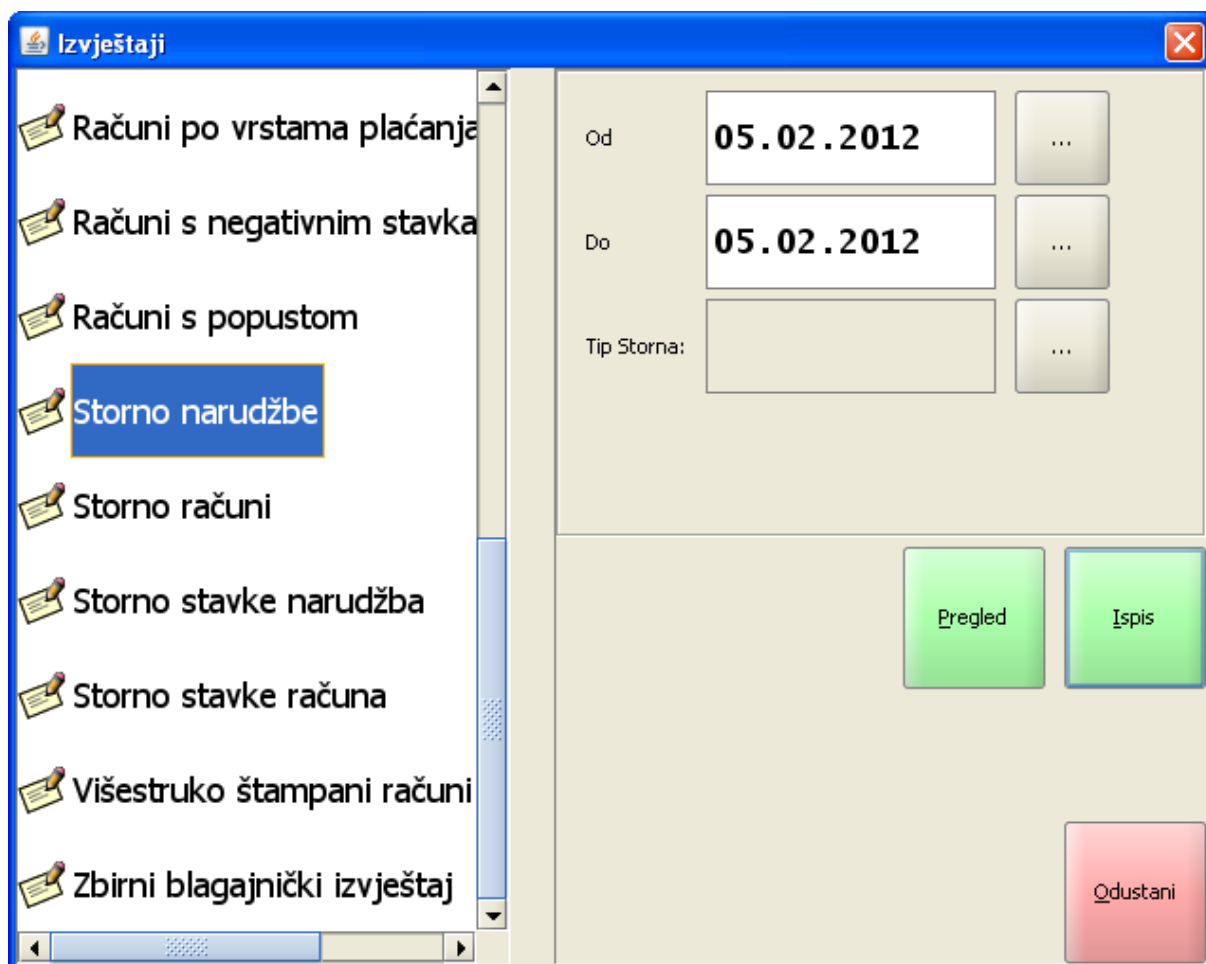 Izvještaji
Računi po vrstama plaćanja
Računi s negativnim stavka
Računi s popustom
Storno narudžbe
Storno računi
Storno stavke narudžba
Storno stavke računa
Višestruko štampani računi
Zbirni blagajnički izvještaj
Od 05.02.2012 ...
Do 05.02.2012 ...
Tip Storna: ...
Pregled Ispis
Odustani